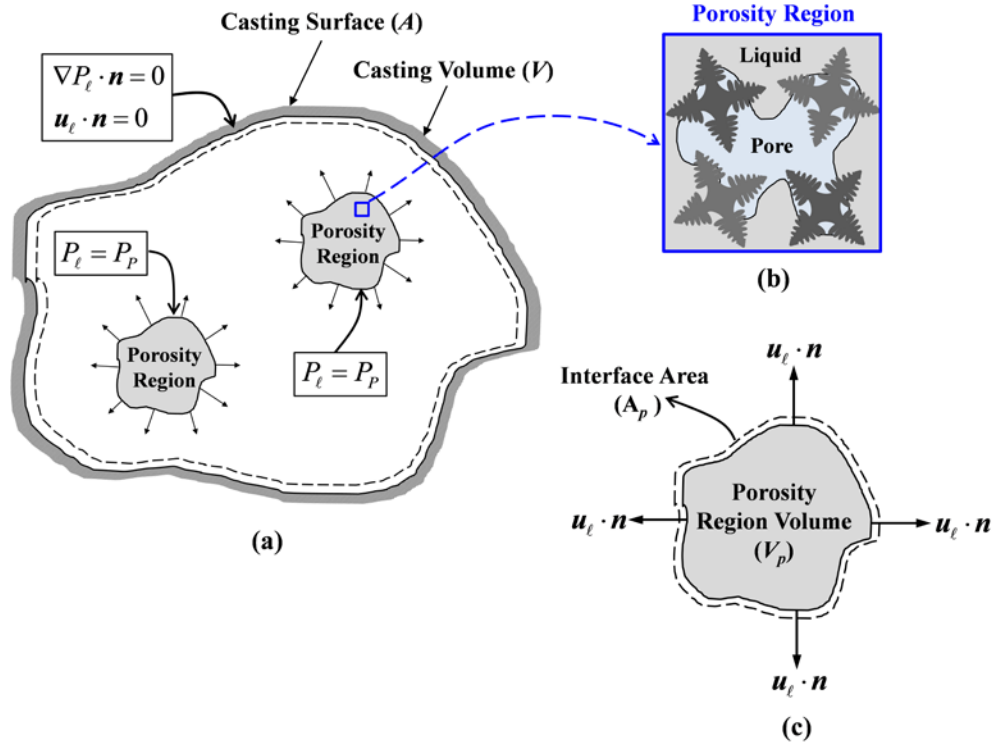 Casting Surface (A)
Casting Volume (V)
∇P_ℓ · n = 0
u_ℓ · n = 0
P_ℓ = P_P
Porosity
Region
Porosity
Region
P_ℓ = P_P
(a)
Porosity Region
Liquid
Pore
(b)
u_ℓ · n
Interface Area
(A_p )
Porosity
Region Volume
(V_p)
u_ℓ · n
u_ℓ · n
u_ℓ · n
(c)